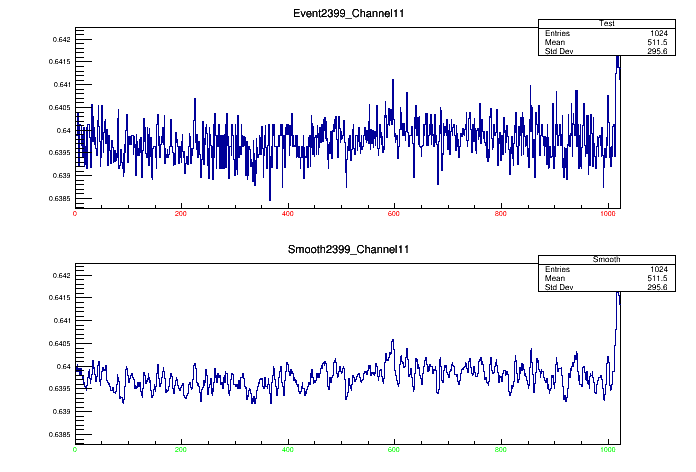 Event2399_Channel11
Test
Entries 1024
Mean 511.5
Std Dev 295.6
0.642
0.6415
0.641
0.6405
0.64
0.6395
0.639
0.6385
0 200 400 600 800 1000
Smooth2399_Channel11
Smooth
Entries 1024
Mean 511.5
Std Dev 295.6
0.642
0.6415
0.641
0.6405
0.64
0.6395
0.639
0.6385
0 200 400 600 800 1000